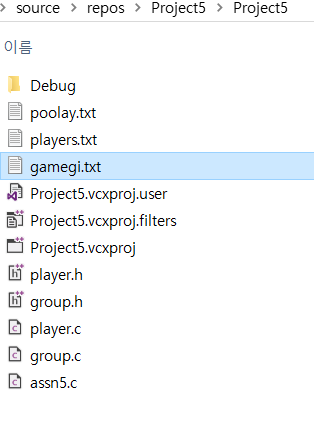 source > repos > Project5 > Project5
이름
Debug
poolay.txt
players.txt
gamegi.txt
Project5.vcxproj.user
Project5.vcxproj.filters
Project5.vcxproj
player.h
group.h
player.c
group.c
assn5.c